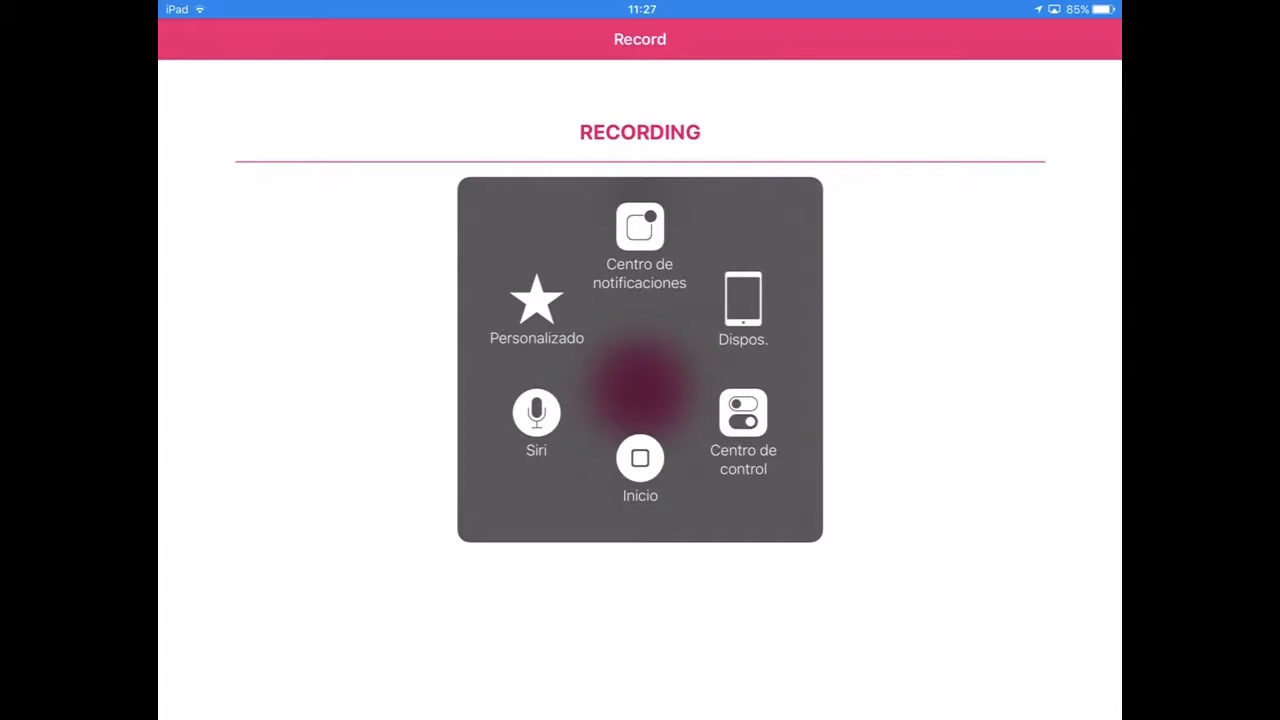 iPad
11:27
85%
Record
RECORDING
Centro de
notificaciones
Personalizado
Dispos.
Siri
Centro de
control
Inicio